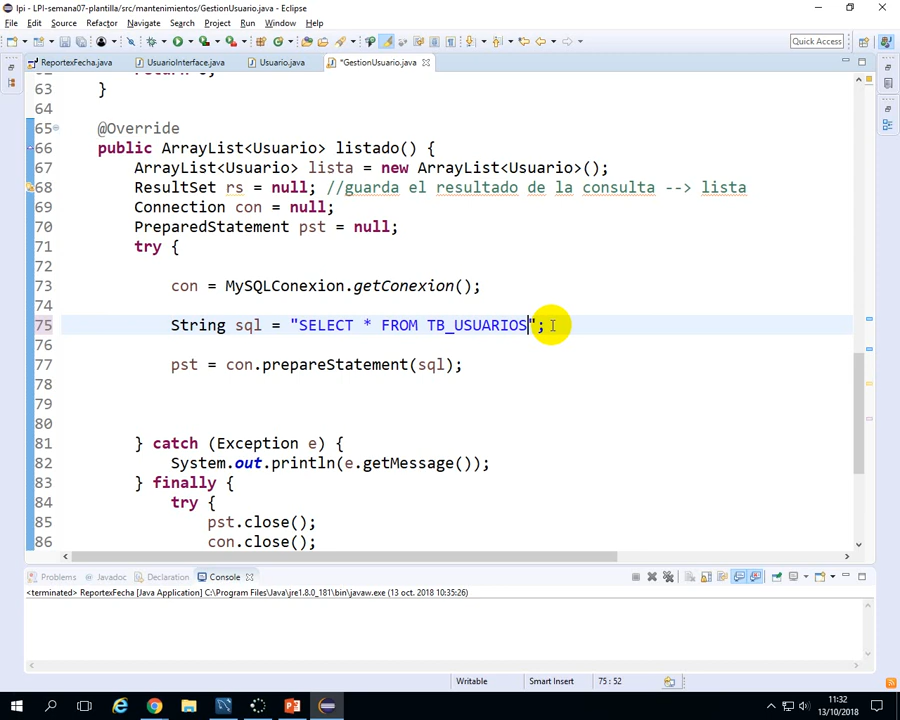 lpi - LPI-semana07-plantilla/src/mantenimientos/GestionUsuario.java - Eclipse
File Edit Source Refactor Navigate Search Project Run Window Help
Quick Access
ReportexFecha.java UsuarioInterface.java Usuario.java *GestionUsuario.java
63 }
64
65 @Override
66 public ArrayList<Usuario> listado() {
67 ArrayList<Usuario> lista = new ArrayList<Usuario>();
68 ResultSet rs = null; //guarda el resultado de la consulta --> lista
69 Connection con = null;
70 PreparedStatement pst = null;
71 try {
72
73 con = MySQLConexion.getConexion();
74
75 String sql = "SELECT * FROM TB_USUARIOS";
76
77 pst = con.prepareStatement(sql);
78
79
80
81 } catch (Exception e) {
82 System.out.println(e.getMessage());
83 } finally {
84 try {
85 pst.close();
86 con.close();
Problems Javadoc Declaration Console
<terminated> ReportexFecha [Java Application] C:\Program Files\Java\jre1.8.0_181\bin\javaw.exe (13 oct. 2018 10:35:26)
Writable Smart Insert 75 : 52
11:32
13/10/2018